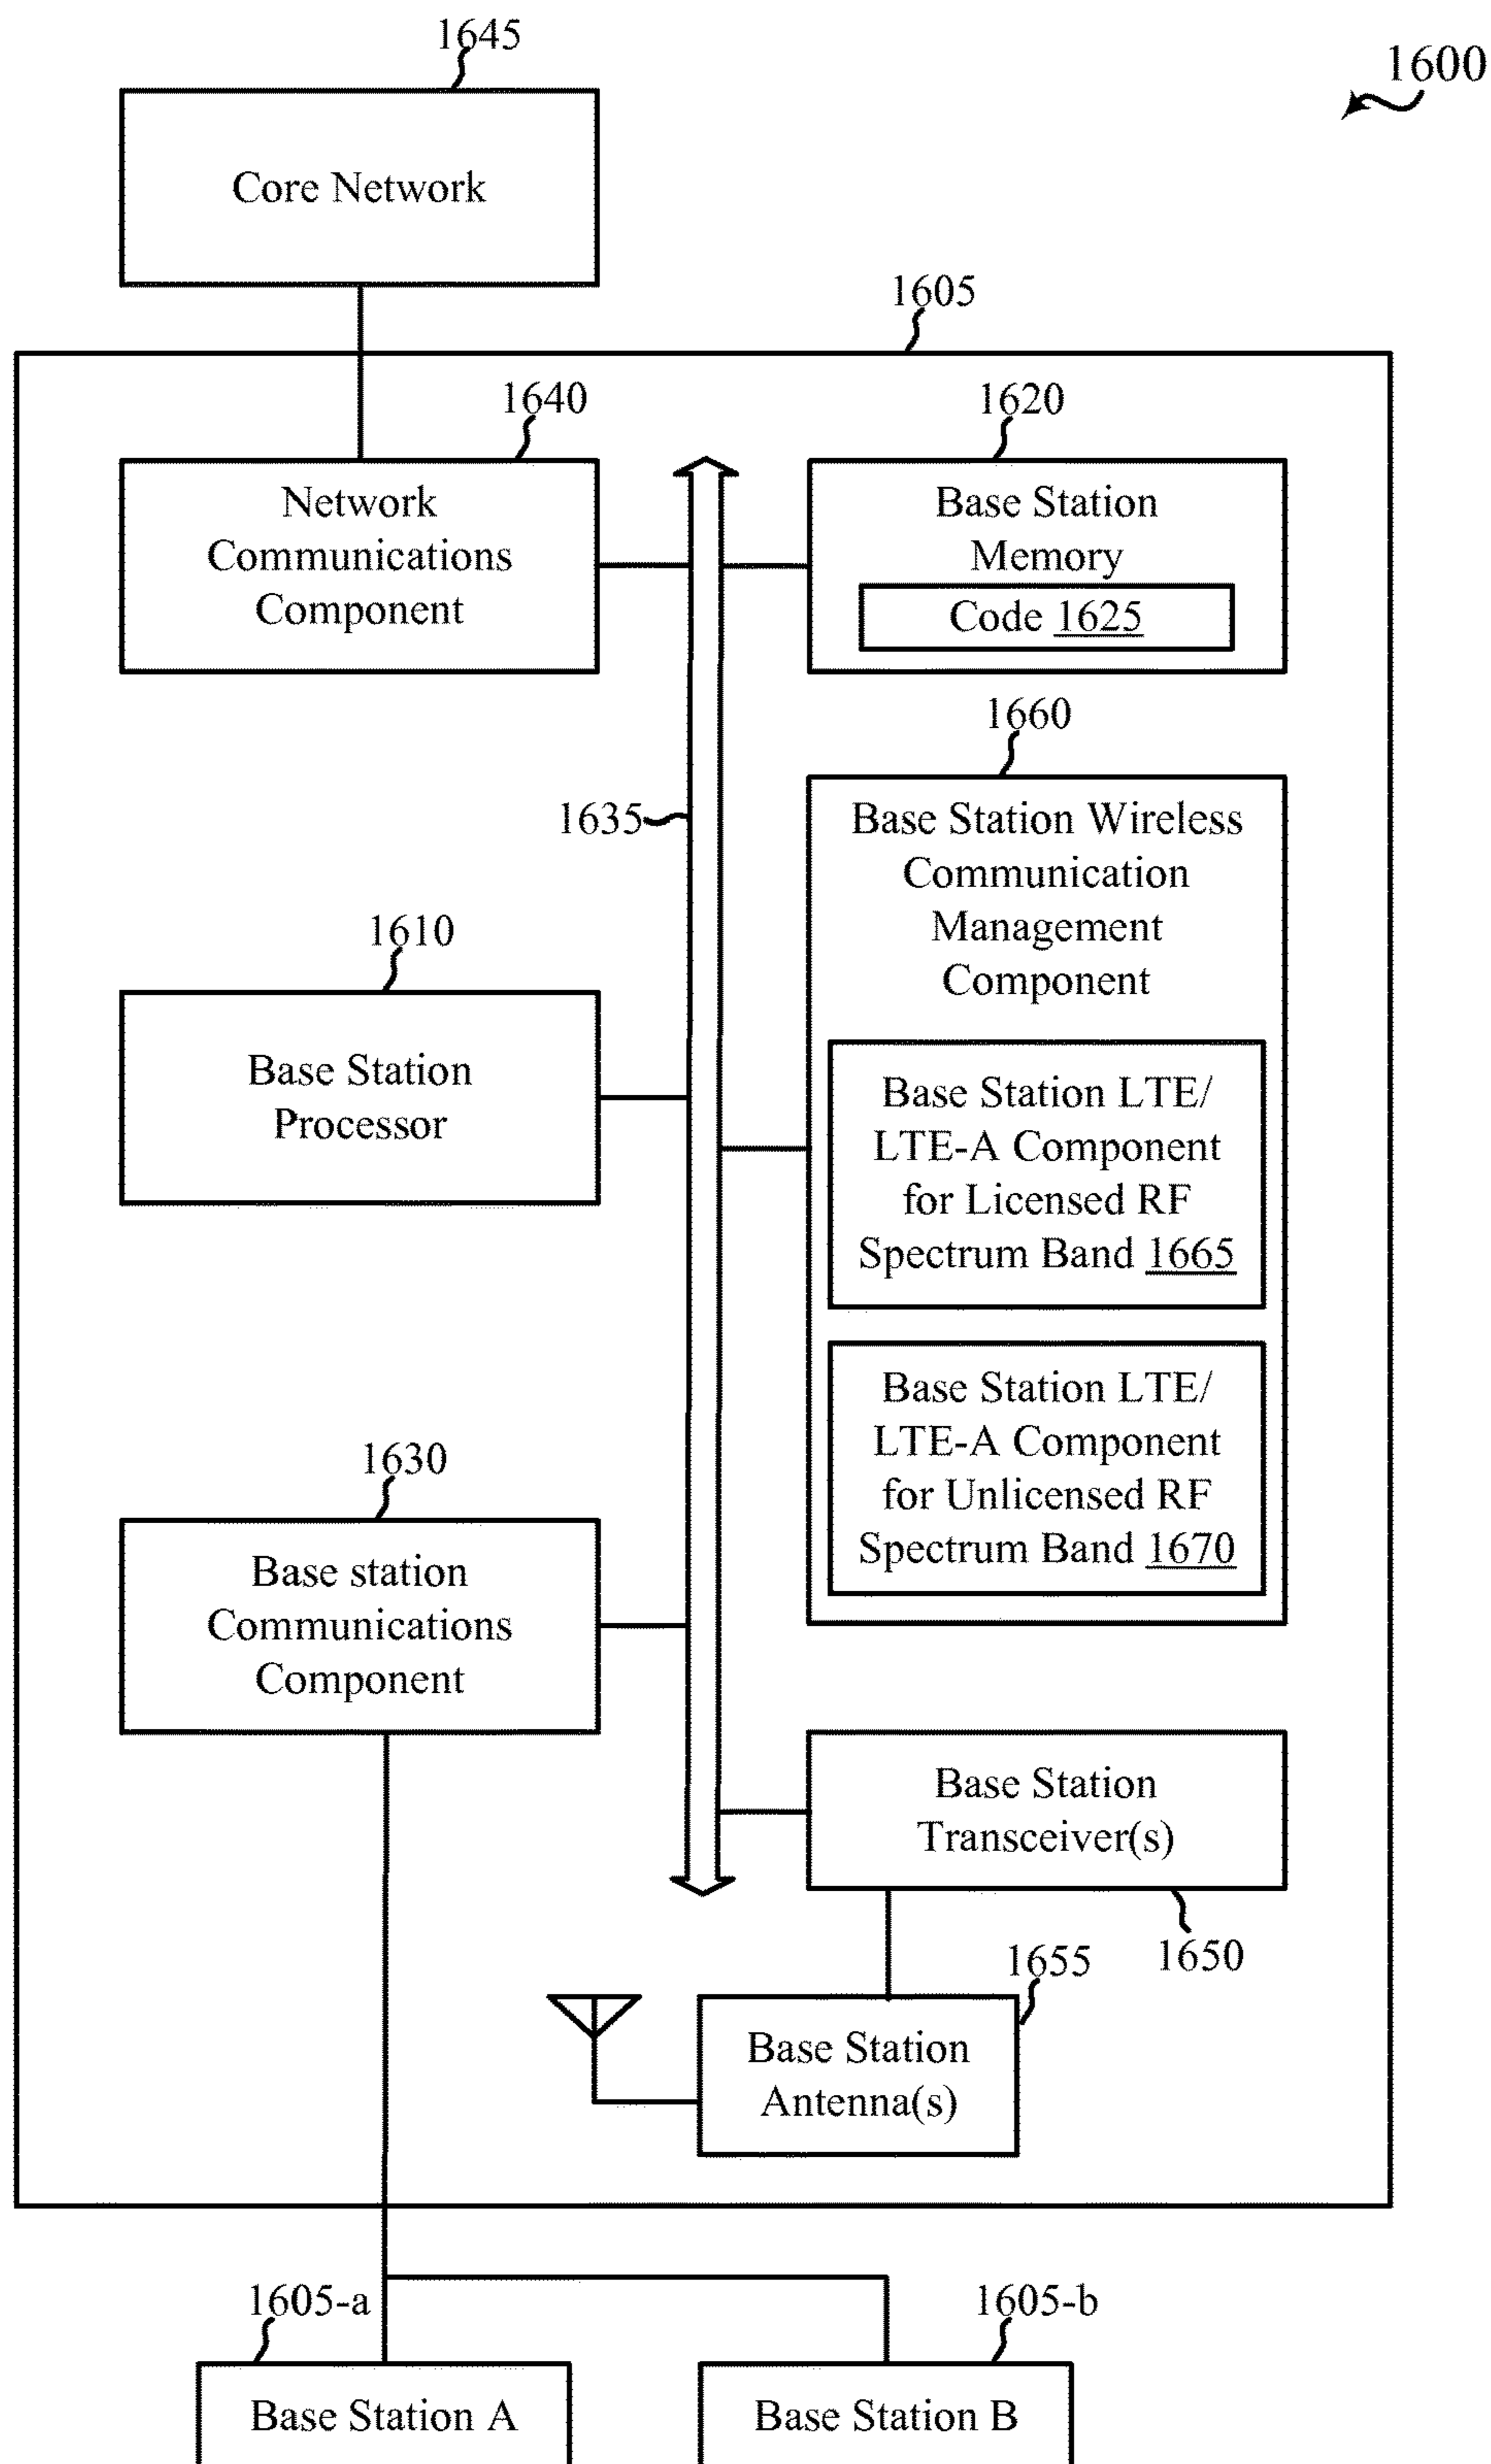 1645
1600
Core Network
1605
1640
1620
Network
Communications
Component
Base Station
Memory
Code 1625
1660
1635
Base Station Wireless
Communication
Management
Component
1610
Base Station
Processor
Base Station LTE/
LTE-A Component
for Licensed RF
Spectrum Band 1665
Base Station LTE/
LTE-A Component
for Unlicensed RF
Spectrum Band 1670
1630
Base station
Communications
Component
Base Station
Transceiver(s)
1650
1655
Base Station
Antenna(s)
1605-a
1605-b
Base Station A
Base Station B